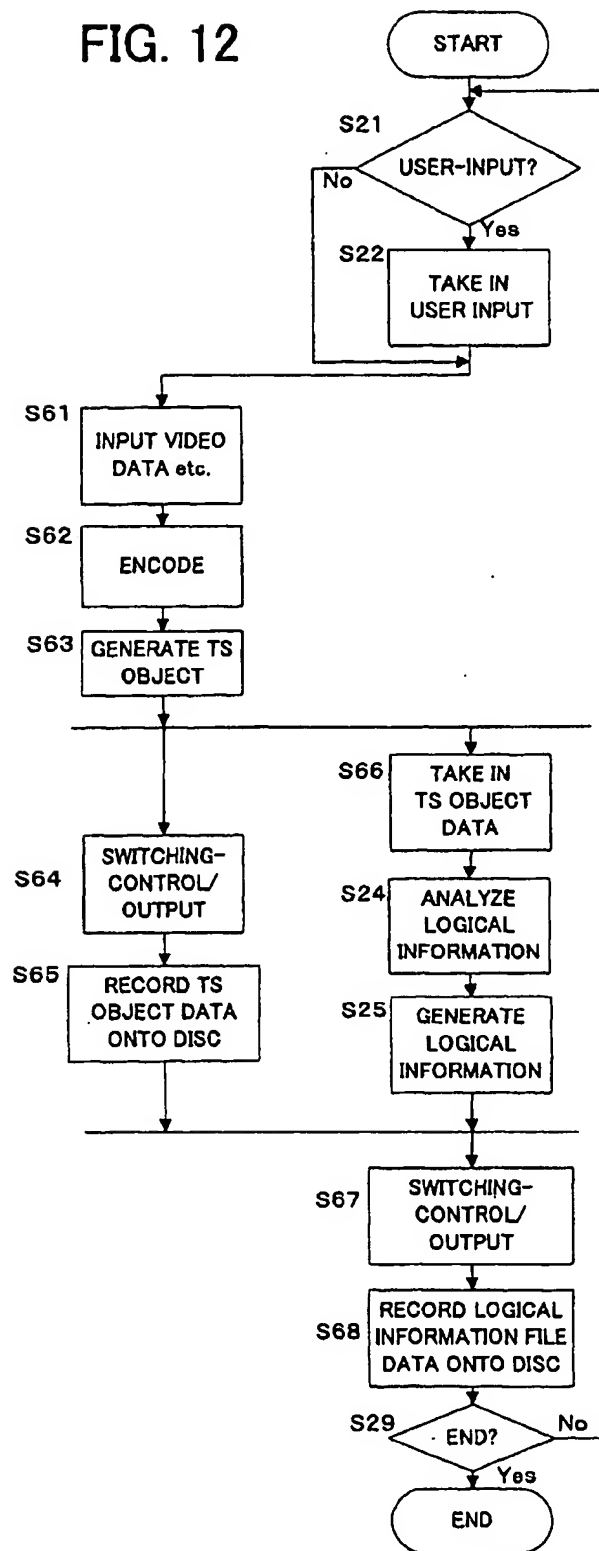 FIG. 12
START
S21
USER-INPUT?
No
Yes
S22
TAKE IN
USER INPUT
S61
INPUT VIDEO
DATA etc.
S62
ENCODE
S63
GENERATE TS
OBJECT
S66
TAKE IN
TS OBJECT
DATA
S64
SWITCHING-
CONTROL/
OUTPUT
S24
ANALYZE
LOGICAL
INFORMATION
S65
RECORD TS
OBJECT DATA
ONTO DISC
S25
GENERATE
LOGICAL
INFORMATION
S67
SWITCHING-
CONTROL/
OUTPUT
S68
RECORD LOGICAL
INFORMATION FILE
DATA ONTO DISC
S29
END?
No
Yes
END